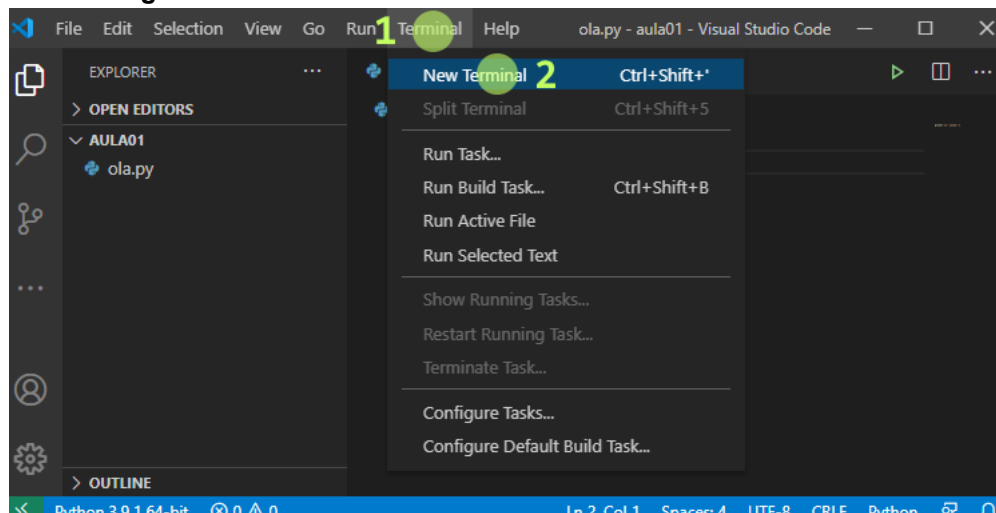 File Edit Selection View Go Run 1 Terminal Help ola.py - aula01 - Visual Studio Code
EXPLORER
OPEN EDITORS
AULA01
ola.py
New Terminal 2 Ctrl+Shift+'
Split Terminal Ctrl+Shift+5
Run Task...
Run Build Task... Ctrl+Shift+B
Run Active File
Run Selected Text
Show Running Tasks...
Restart Running Task...
Terminate Task...
Configure Tasks...
Configure Default Build Task...
OUTLINE
Python 3.9.1 64-bit 0 0 Ln 2, Col 1 Spaces: 4 UTF-8 CRLF Python